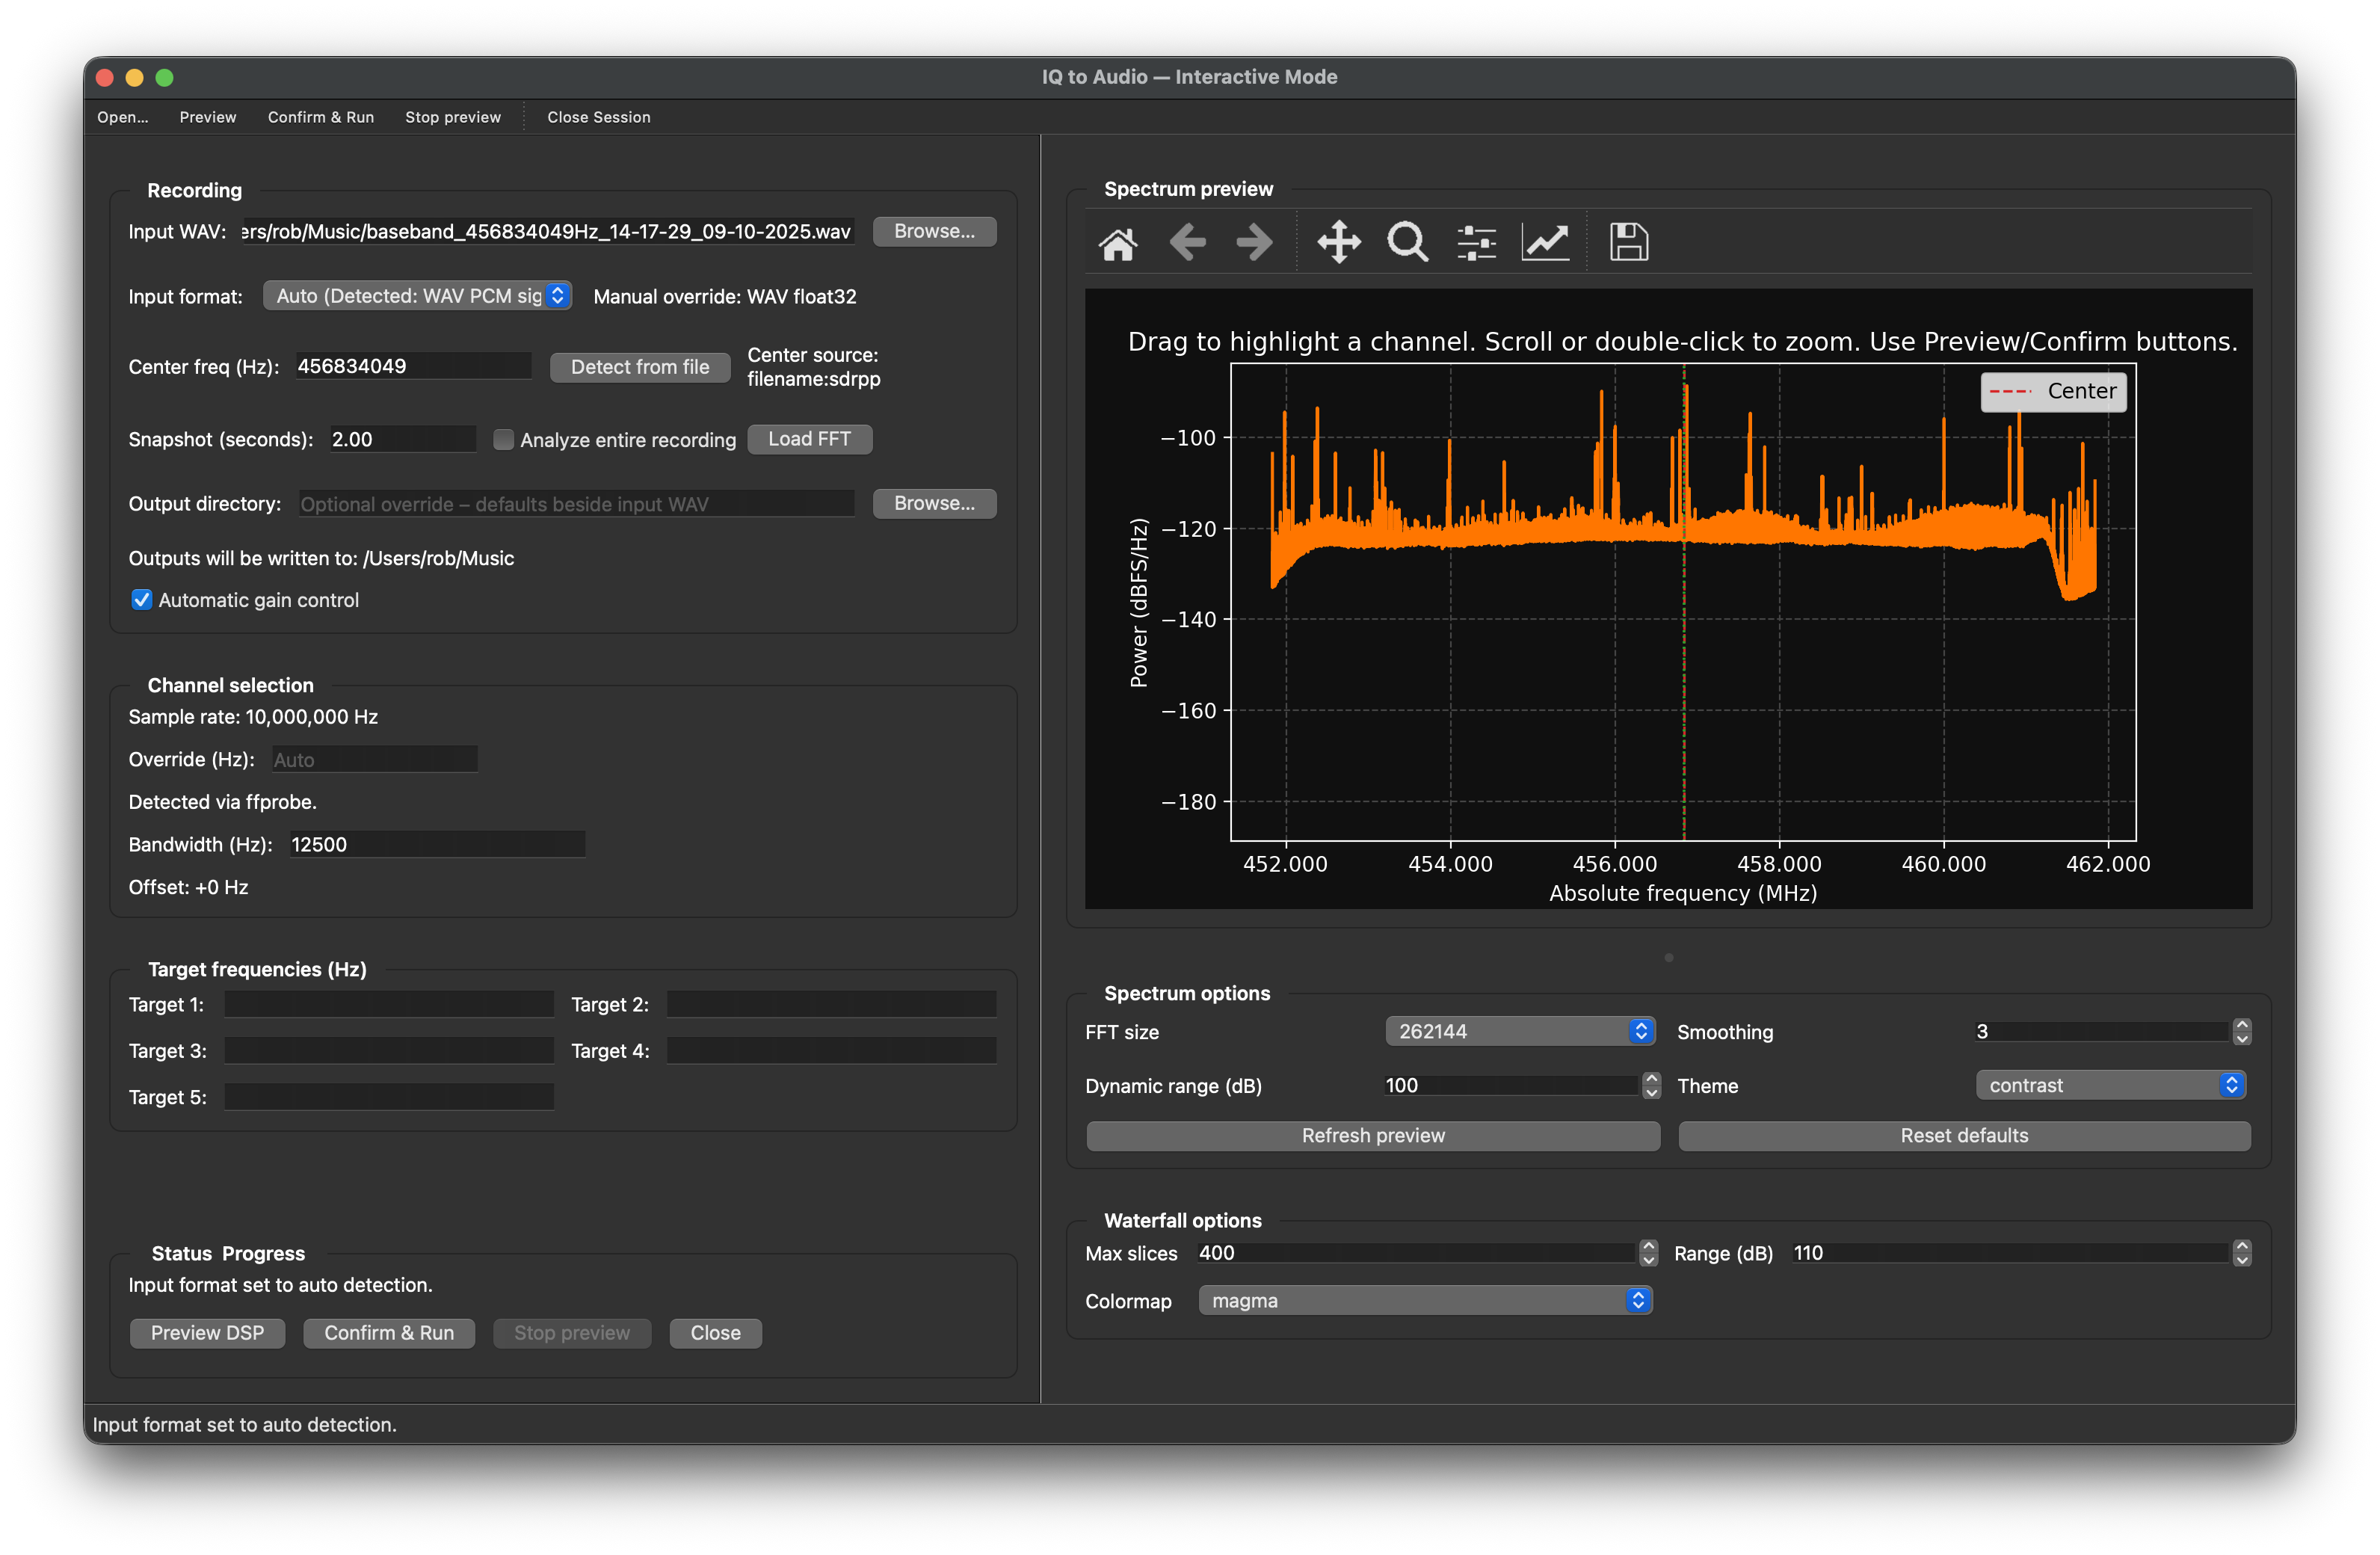 IQ to Audio — Interactive Mode
Open... Preview Confirm & Run Stop preview Close Session
Recording
Input WAV: ers/rob/Music/baseband_456834049Hz_14-17-29_09-10-2025.wav Browse...
Input format: Auto (Detected: WAV PCM sig Manual override: WAV float32
Center freq (Hz): 456834049 Detect from file Center source:
filename:sdrpp
Snapshot (seconds): 2.00 Analyze entire recording Load FFT
Output directory: Optional override – defaults beside input WAV Browse...
Outputs will be written to: /Users/rob/Music
Automatic gain control
Channel selection
Sample rate: 10,000,000 Hz
Override (Hz): Auto
Detected via ffprobe.
Bandwidth (Hz): 12500
Offset: +0 Hz
Target frequencies (Hz)
Target 1: Target 2:
Target 3: Target 4:
Target 5:
Status Progress
Input format set to auto detection.
Preview DSP Confirm & Run Stop preview Close
Spectrum preview
Drag to highlight a channel. Scroll or double-click to zoom. Use Preview/Confirm buttons.
Center
Power (dBFS/Hz)
−100
−120
−140
−160
−180
452.000 454.000 456.000 458.000 460.000 462.000
Absolute frequency (MHz)
Spectrum options
FFT size 262144 Smoothing 3
Dynamic range (dB) 100 Theme contrast
Refresh preview Reset defaults
Waterfall options
Max slices 400 Range (dB) 110
Colormap magma
Input format set to auto detection.